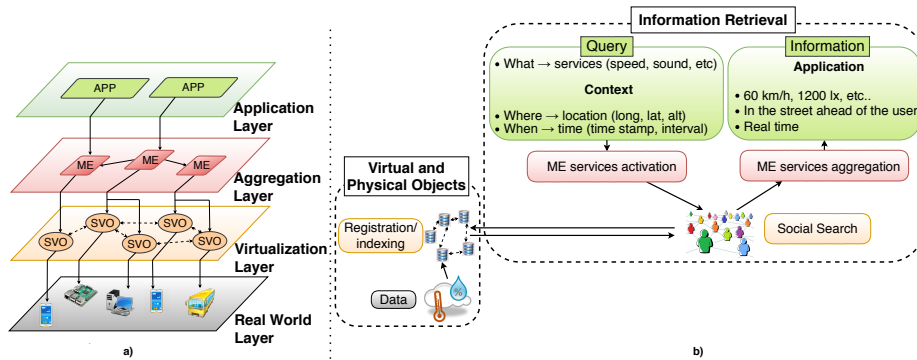 APP
APP
Application
Layer
ME
ME
ME
Aggregation
Layer
SVO
SVO
SVO
SVO
SVO
Virtualization
Layer
Real World
Layer
a)
Information Retrieval
Query
• What → services (speed, sound, etc)
Context
• Where → location (long, lat, alt)
• When → time (time stamp, interval)
Information
Application
• 60 km/h, 1200 lx, etc..
• In the street ahead of the user
• Real time
ME services activation
ME services aggregation
Virtual and
Physical Objects
Registration/
indexing
Data
%
Social Search
b)